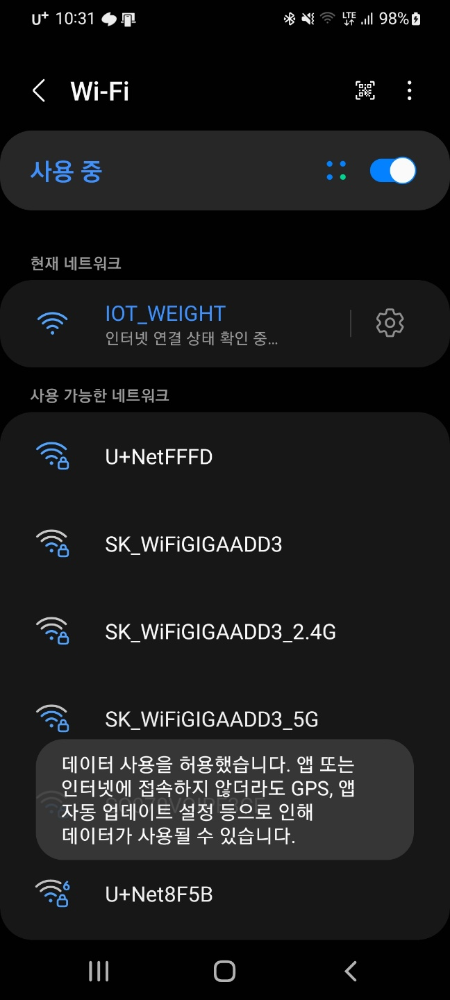 U+ 10:31 LTE 98%
Wi-Fi
사용 중
현재 네트워크
IOT_WEIGHT
인터넷 연결 상태 확인 중...
사용 가능한 네트워크
U+NetFFFD
SK_WiFiGIGAADD3
SK_WiFiGIGAADD3_2.4G
SK_WiFiGIGAADD3_5G
데이터 사용을 허용했습니다. 앱 또는
인터넷에 접속하지 않더라도 GPS, 앱
자동 업데이트 설정 등으로 인해
데이터가 사용될 수 있습니다.
6
U+Net8F5B